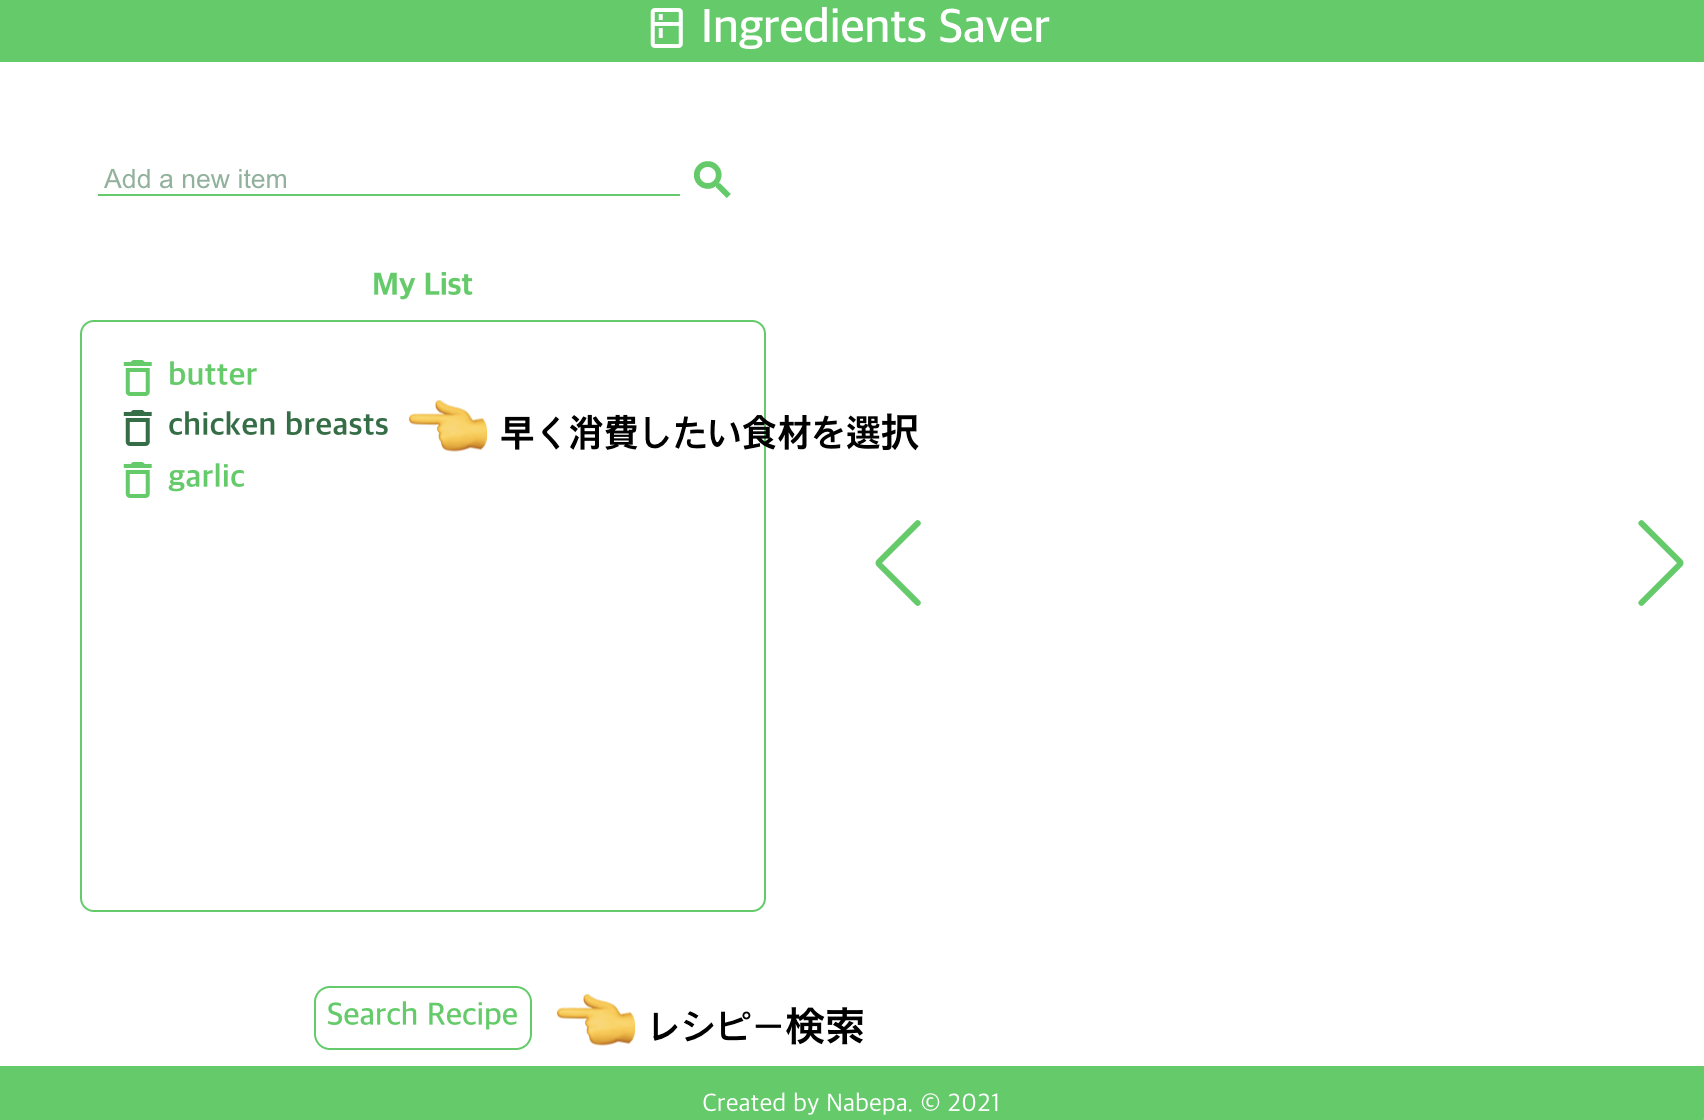 Ingredients Saver
Add a new item
My List
butter
chicken breasts 早く消費したい食材を選択
garlic
Search Recipe レシピー検索
Created by Nabepa. © 2021